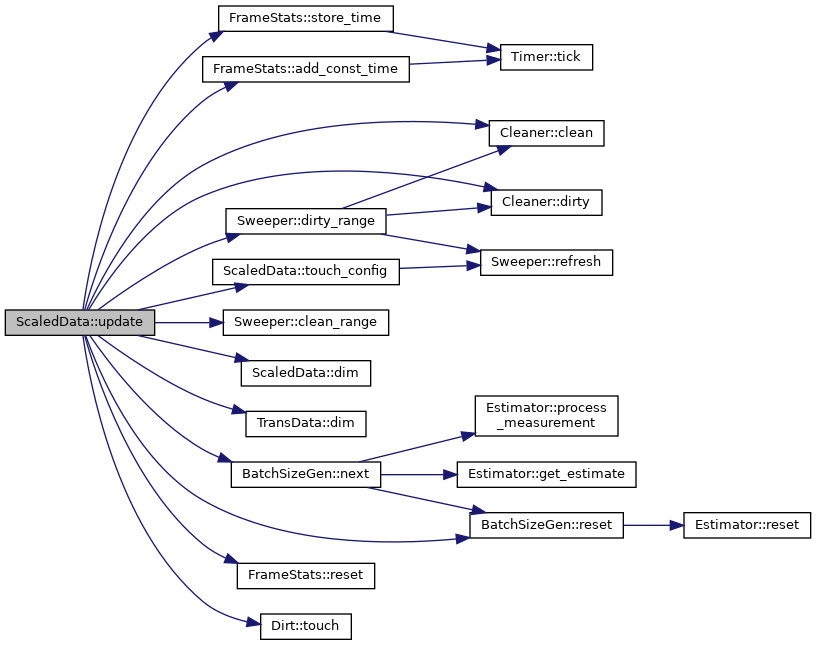 FrameStats::store_time
Timer::tick
FrameStats::add_const_time
Cleaner::clean
Cleaner::dirty
Sweeper::dirty_range
Sweeper::refresh
ScaledData::touch_config
ScaledData::update
Sweeper::clean_range
ScaledData::dim
TransData::dim
Estimator::process
_measurement
BatchSizeGen::next
Estimator::get_estimate
BatchSizeGen::reset
Estimator::reset
FrameStats::reset
Dirt::touch